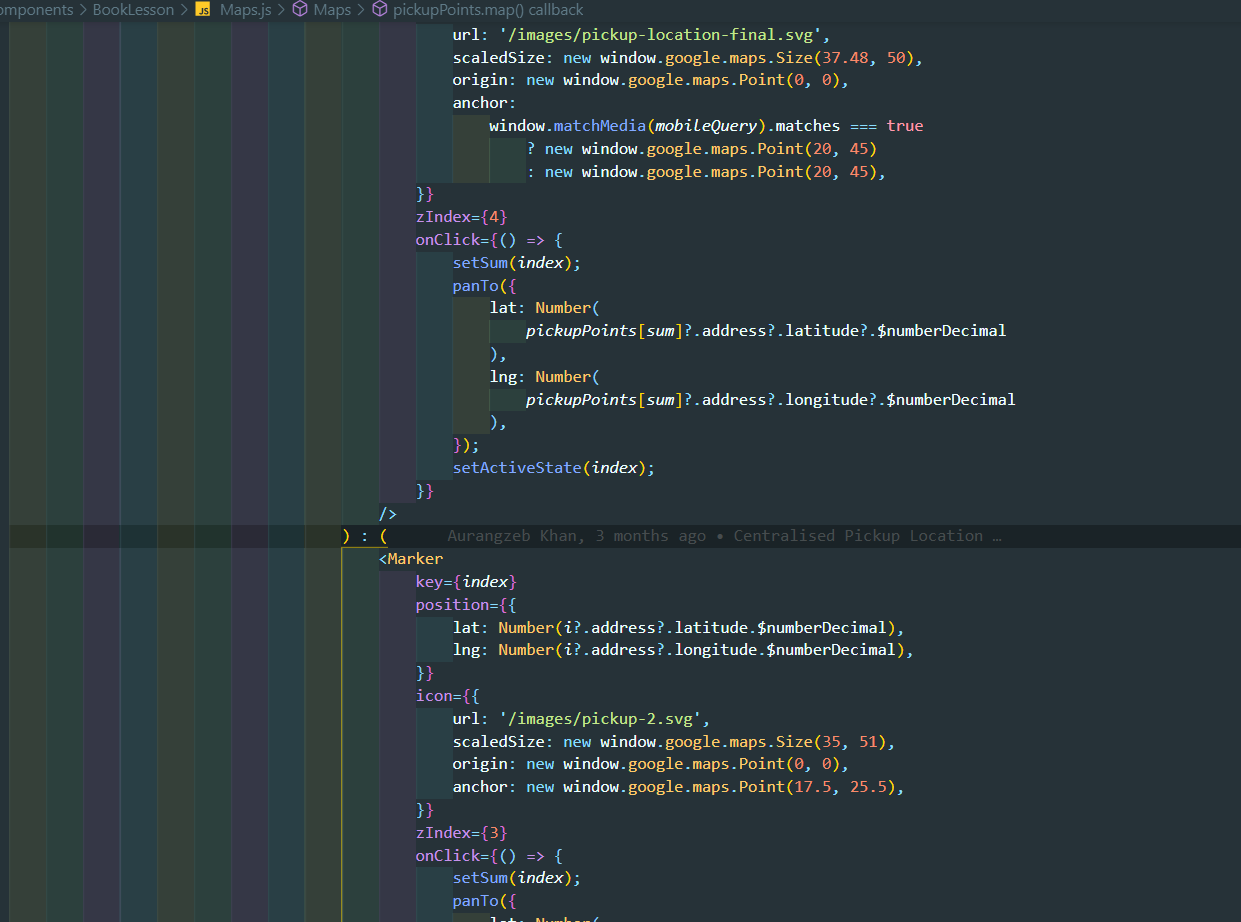 omponents > BookLesson > JS Maps.js > Maps > pickupPoints.map() callback
url: '/images/pickup-location-final.svg',
scaledSize: new window.google.maps.Size(37.48, 50),
origin: new window.google.maps.Point(0, 0),
anchor:
window.matchMedia(mobileQuery).matches === true
? new window.google.maps.Point(20, 45)
: new window.google.maps.Point(20, 45),
}}
zIndex={4}
onClick={() => {
setSum(index);
panTo({
lat: Number(
pickupPoints[sum]?.address?.latitude?.$numberDecimal
),
lng: Number(
pickupPoints[sum]?.address?.longitude?.$numberDecimal
),
});
setActiveState(index);
}}
/>
) : ( Aurangzeb Khan, 3 months ago • Centralised Pickup Location …
<Marker
key={index}
position={{
lat: Number(i?.address?.latitude.$numberDecimal),
lng: Number(i?.address?.longitude.$numberDecimal),
}}
icon={{
url: '/images/pickup-2.svg',
scaledSize: new window.google.maps.Size(35, 51),
origin: new window.google.maps.Point(0, 0),
anchor: new window.google.maps.Point(17.5, 25.5),
}}
zIndex={3}
onClick={() => {
setSum(index);
panTo({
lat: Number(